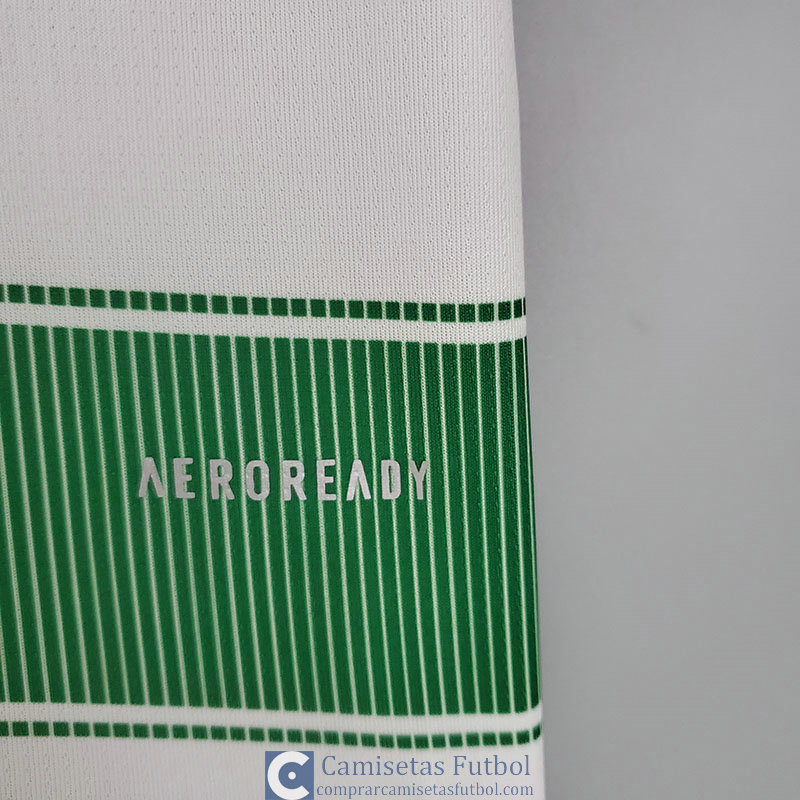 AEROREADY
C Camisetas Futbol
comprarcamisetasfutbol.com